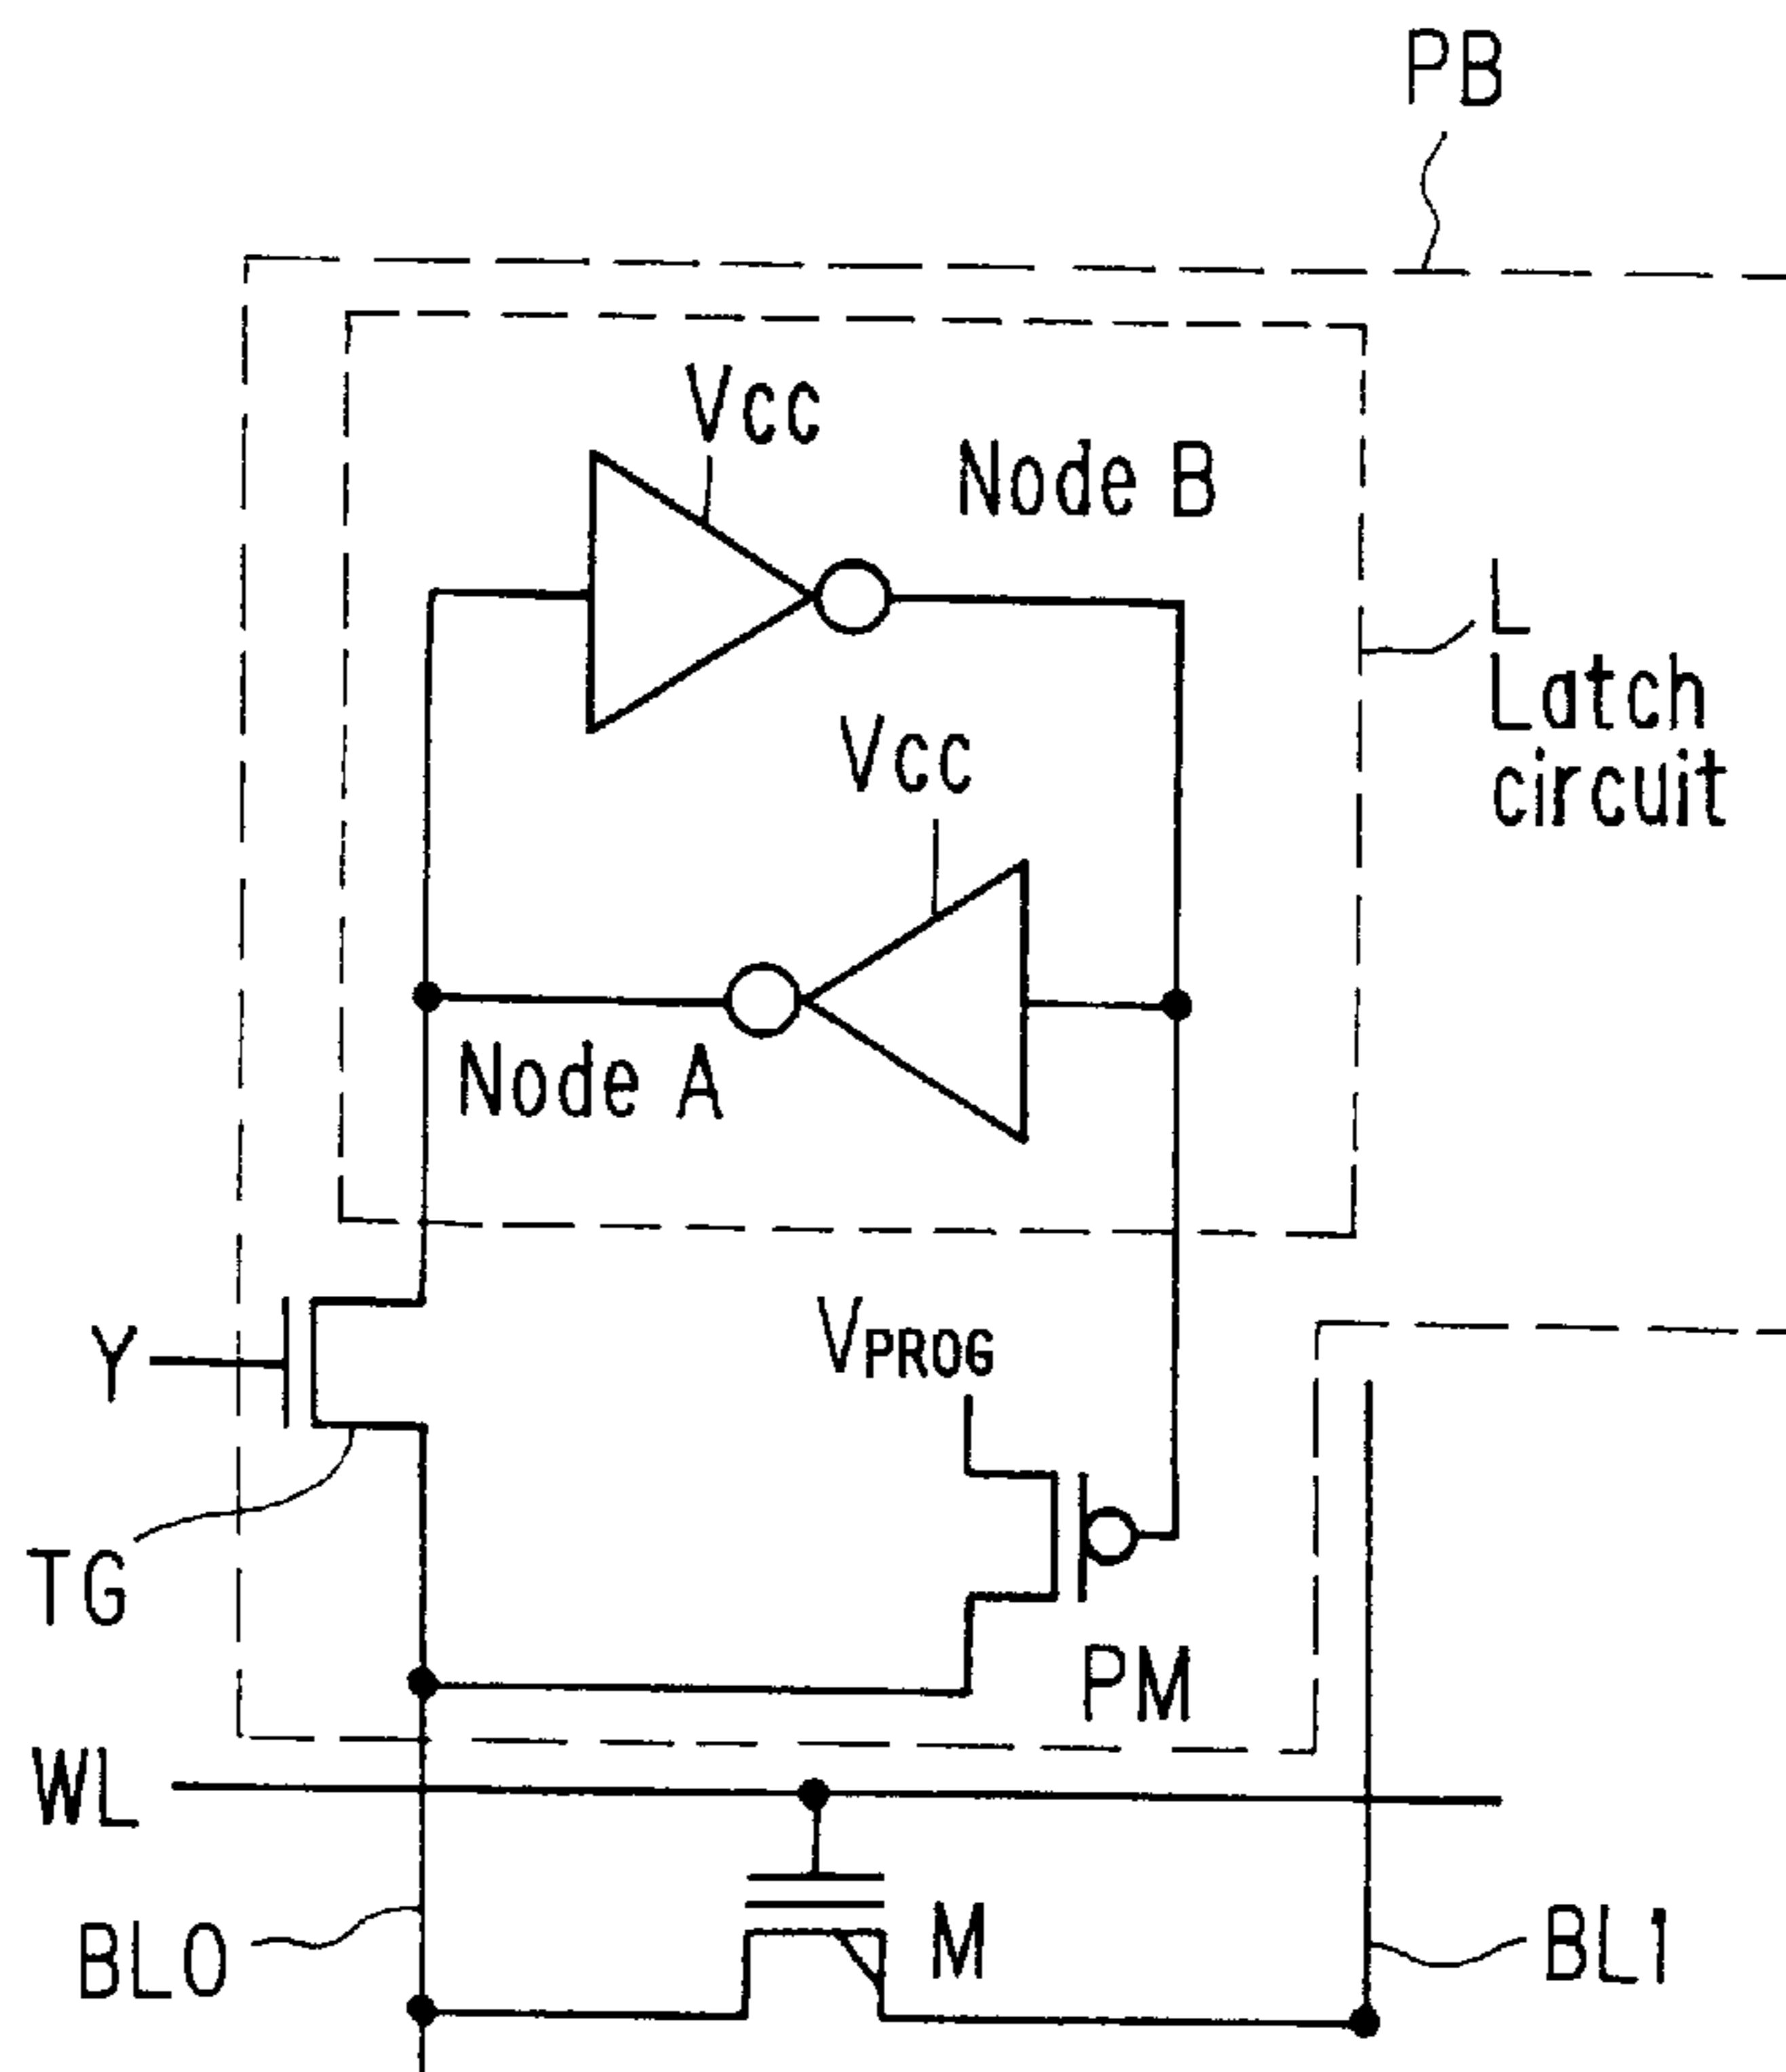 PB
Vcc
Node B
L
Latch
circuit
Vcc
Node A
Y
VPROG
TG
PM
WL
BL0
M
BL1